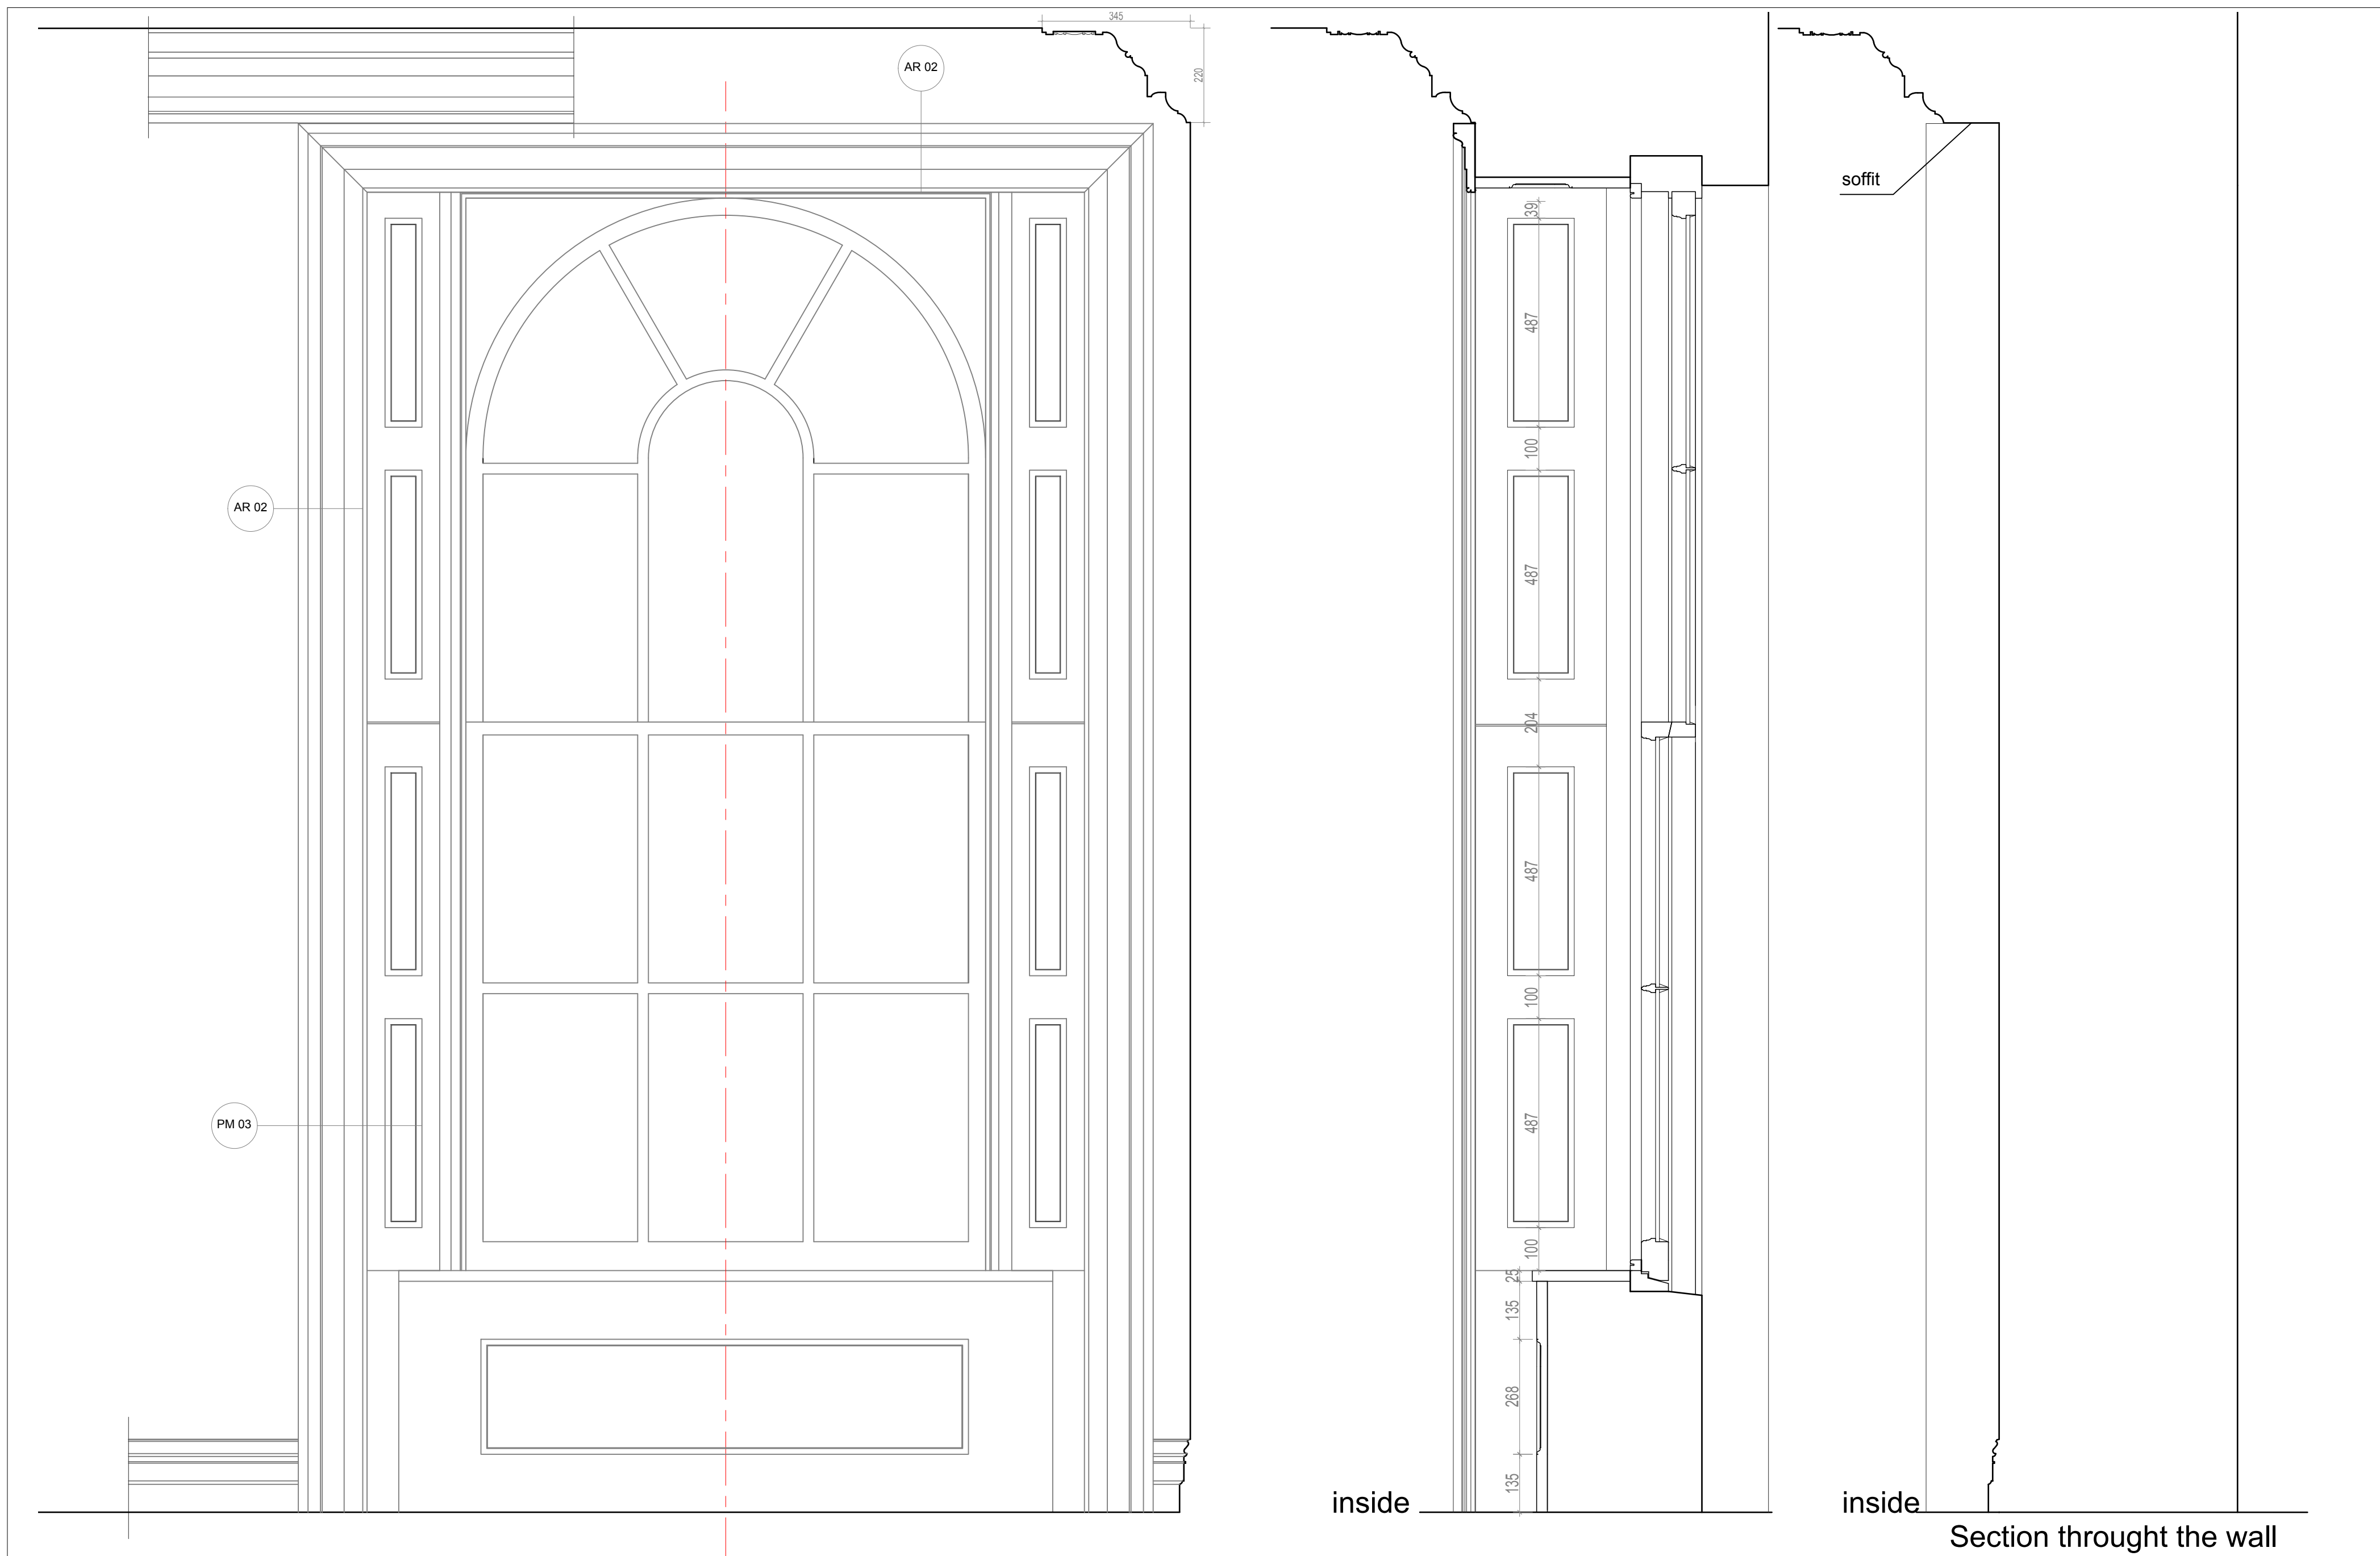 345
220
AR 02
AR 02
PM 03
39
487
100
487
204
487
100
487
100
25
135
268
135
inside
soffit
inside
Section throught the wall